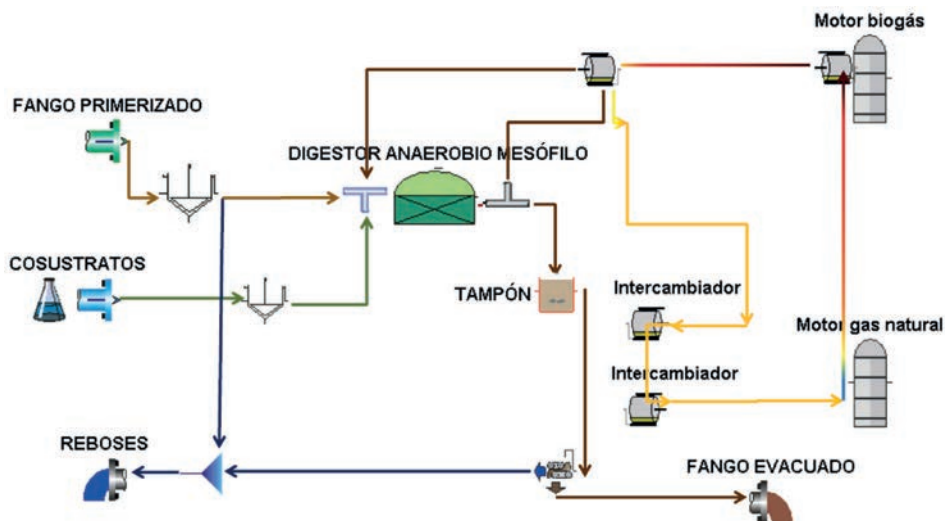 Motor biogás
FANGO PRIMERIZADO
DIGESTOR ANAEROBIO MESÓFILO
COSUSTRATOS
TAMPÓN
Intercambiador
Motor gas natural
Intercambiador
REBOSES
FANGO EVACUADO